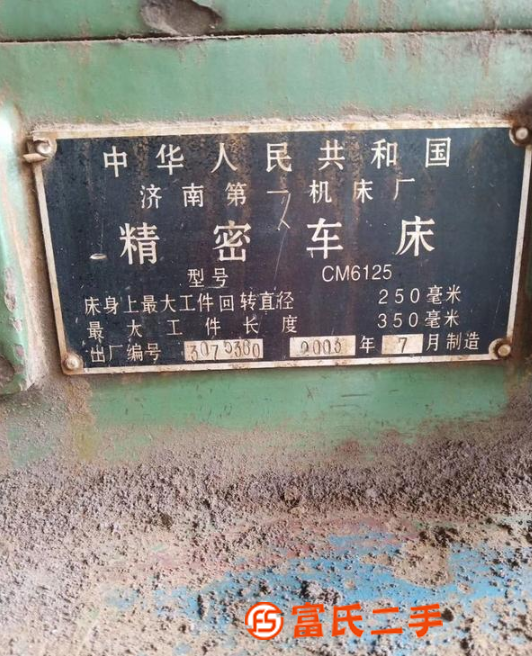 中华人民共和国
济南第一机床厂
精密车床
型号 CM6125
床身上最大工件回转直径 250毫米
最大工件长度 350毫米
出厂编号 年 7 月制造
富氏二手